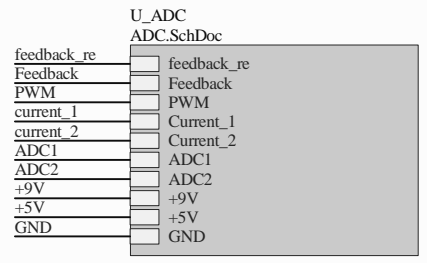 U_ADC
ADC.SchDoc
feedback_re
feedback_re
Feedback
Feedback
PWM
PWM
current_1
Current_1
current_2
Current_2
ADC1
ADC1
ADC2
ADC2
+9V
+9V
+5V
+5V
GND
GND